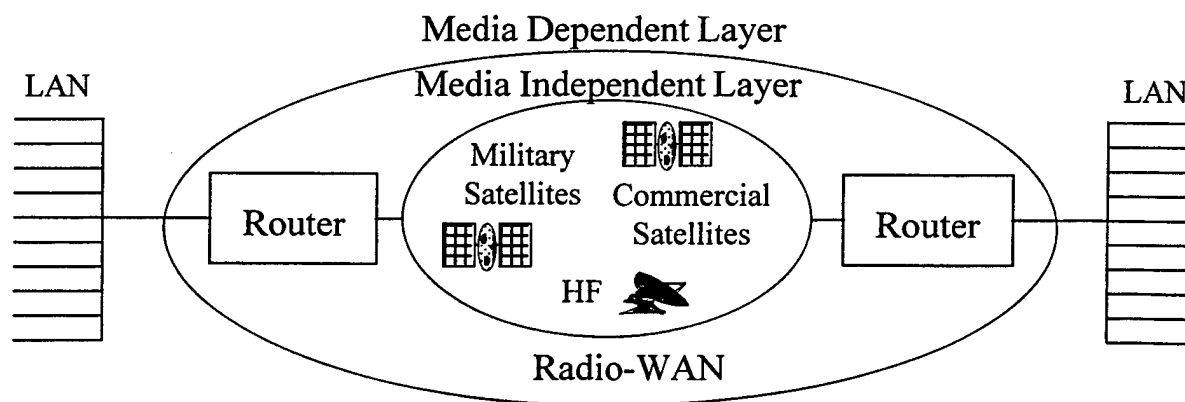 Media Dependent Layer
Media Independent Layer
LAN
LAN
Military
Satellites
Commercial
Satellites
Router
Router
HF
Radio-WAN